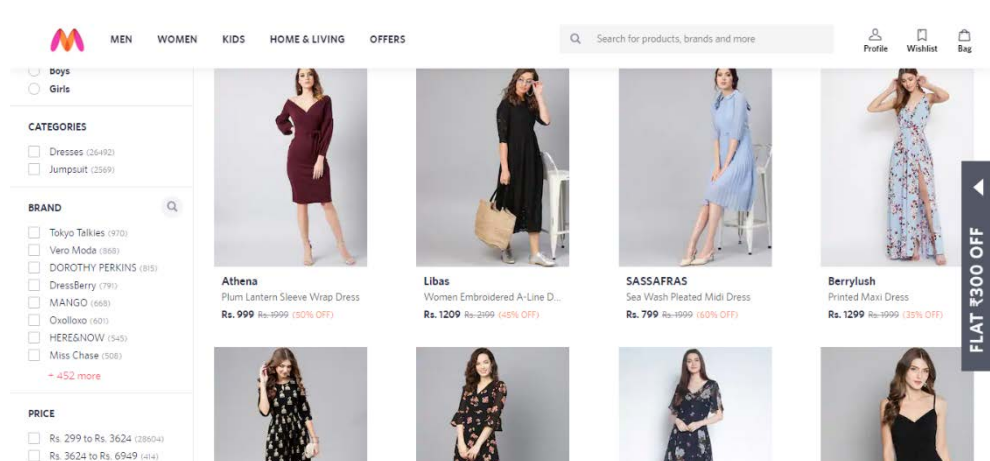 MEN WOMEN KIDS HOME & LIVING OFFERS
Search for products, brands and more
Profile Wishlist Bag
Boys
Girls
CATEGORIES
Dresses (26492)
Jumpsuit (2569)
BRAND
Tokyo Talkies (970)
Vero Moda (868)
DOROTHY PERKINS (815)
DressBerry (791)
MANGO (668)
Oxolloxo (601)
HERE&NOW (545)
Miss Chase (508)
+ 452 more
PRICE
Rs. 299 to Rs. 3624 (28604)
Rs. 3624 to Rs. 6949 (414)
Athena
Plum Lantern Sleeve Wrap Dress
Rs. 999 Rs. 1999 (50% OFF)
Libas
Women Embroidered A-Line D...
Rs. 1209 Rs. 2199 (45% OFF)
SASSAFRAS
Sea Wash Pleated Midi Dress
Rs. 799 Rs. 1999 (60% OFF)
Berrylush
Printed Maxi Dress
Rs. 1299 Rs. 1999 (35% OFF)
FLAT ₹300 OFF